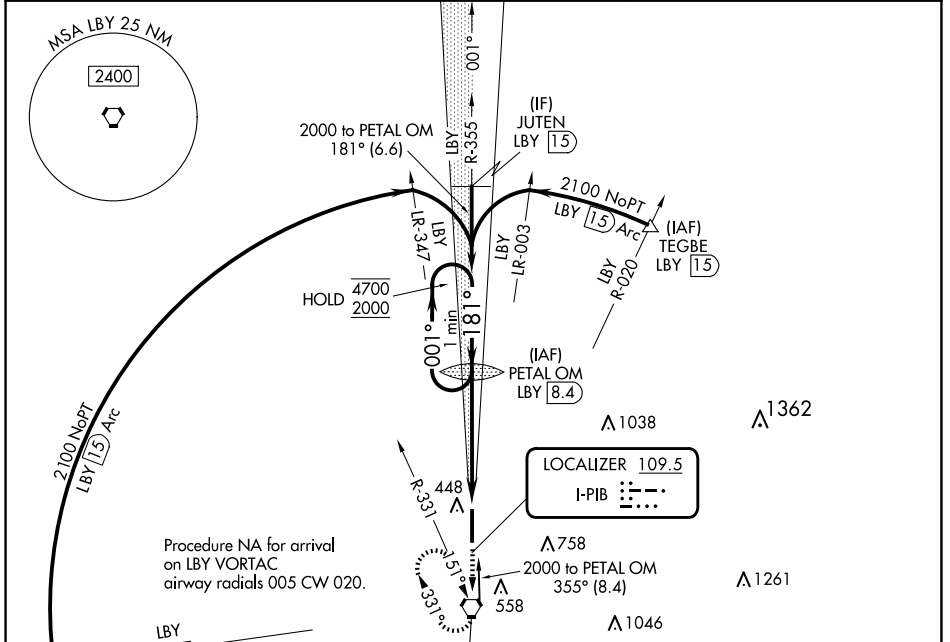 MSA LBY 25 NM
2400
001°
LBY
R-355
2000 to PETAL OM
181° (6.6)
(IF)
JUTEN
LBY 15
2100 NoPT
LBY 15 Arc
(IAF)
TEGBE
LBY 15
LBY
R-020
LBY
LR-347
LBY
LR-003
HOLD 4700
2000
001°
1 min
181°
(IAF)
PETAL OM
LBY 8.4
2100 NoPT
LBY 15 Arc
1038
1362
LOCALIZER 109.5
I-PIB
R-331
448
758
Procedure NA for arrival
on LBY VORTAC
airway radials 005 CW 020.
151°
331°
2000 to PETAL OM
355° (8.4)
558
1261
1046
LBY